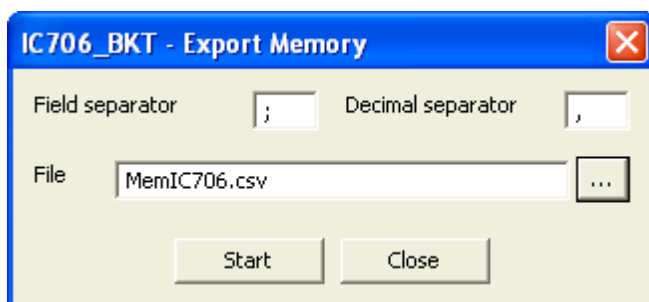 IC706_BKT - Export Memory
Field separator ; Decimal separator ,
File MemIC706.csv ...
Start Close